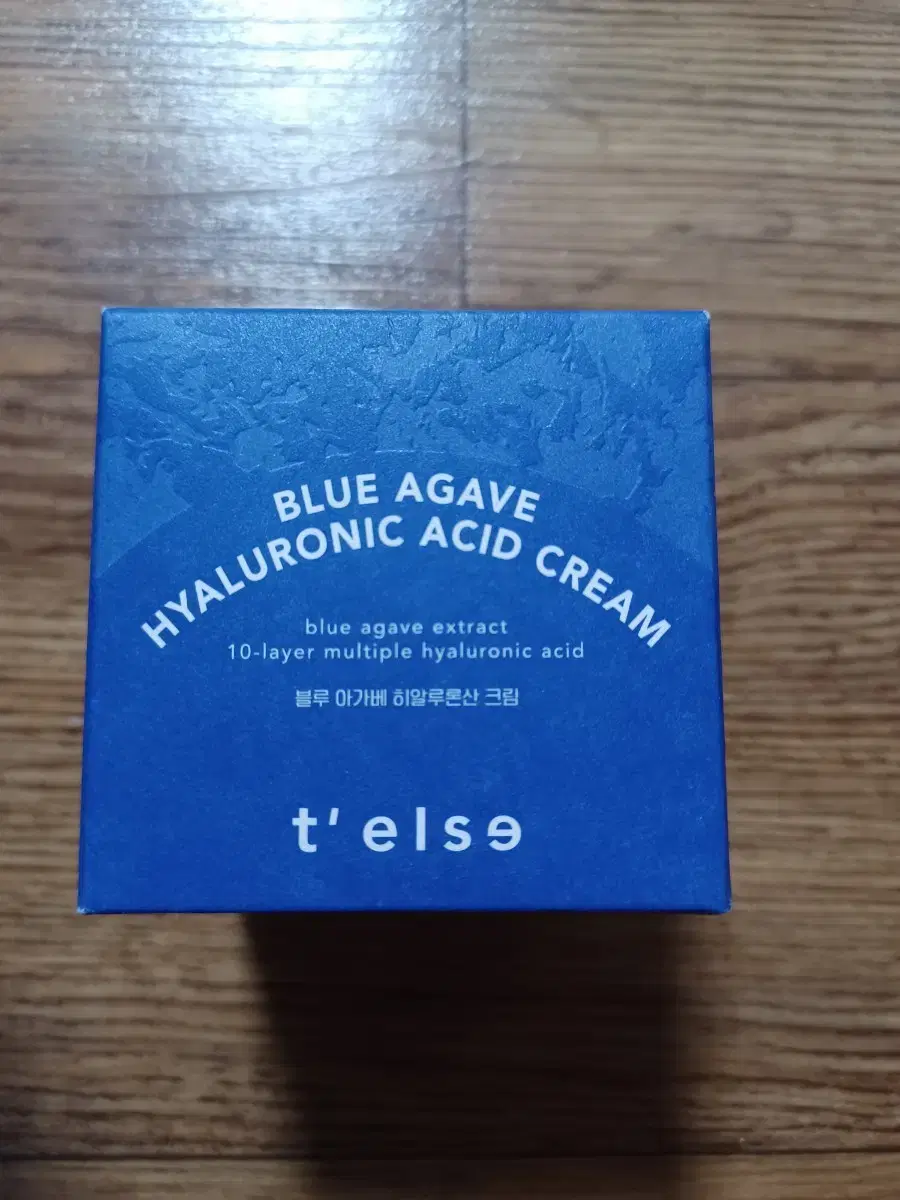 BLUE AGAVE
HYALURONIC ACID CREAM
blue agave extract
10-layer multiple hyaluronic acid
블루 아가베 히알루론산 크림
t' else